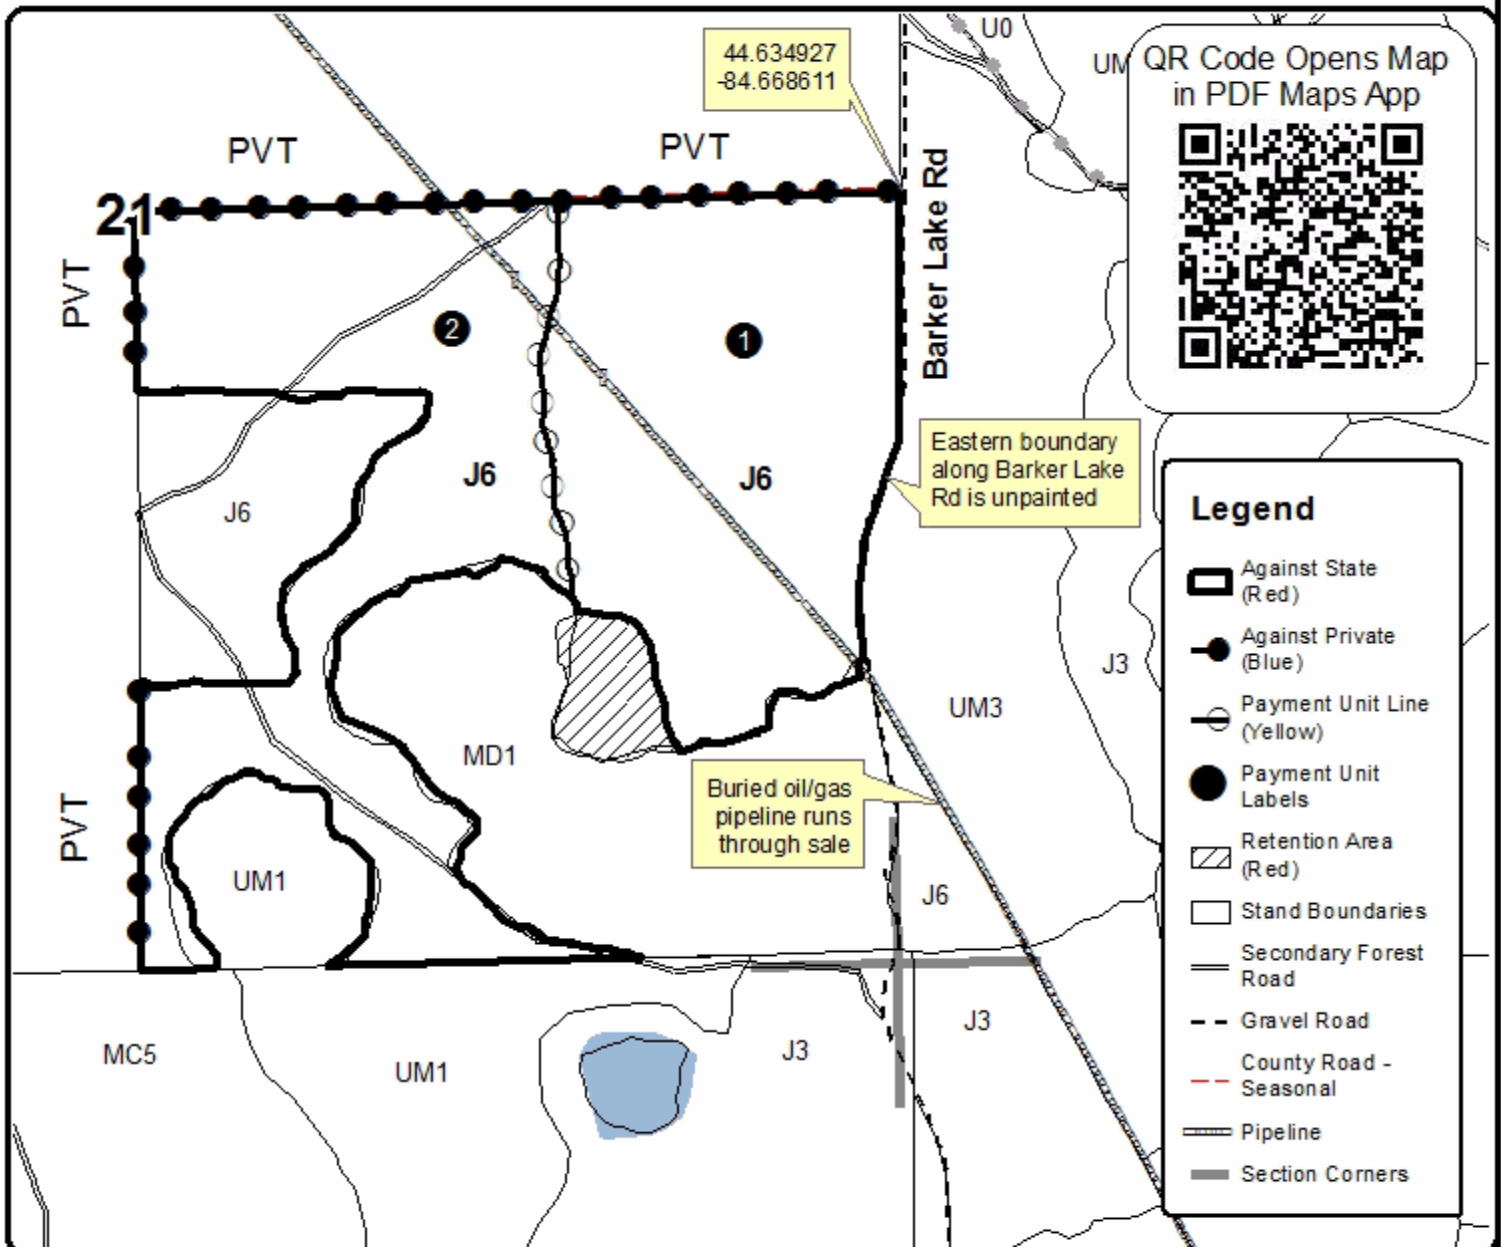 U0
UM
QR Code Opens Map
in PDF Maps App
44.634927
-84.668611
PVT
PVT
21
PVT
Barker Lake Rd
2
1
Eastern boundary
along Barker Lake
Rd is unpainted
J6
J6
J6
J3
UM3
MD1
Buried oil/gas
pipeline runs
through sale
PVT
UM1
J6
MC5
UM1
J3
J3
Legend
Against State
(Red)
Against Private
(Blue)
Payment Unit Line
(Yellow)
Payment Unit
Labels
Retention Area
(Red)
Stand Boundaries
Secondary Forest
Road
Gravel Road
County Road -
Seasonal
Pipeline
Section Corners